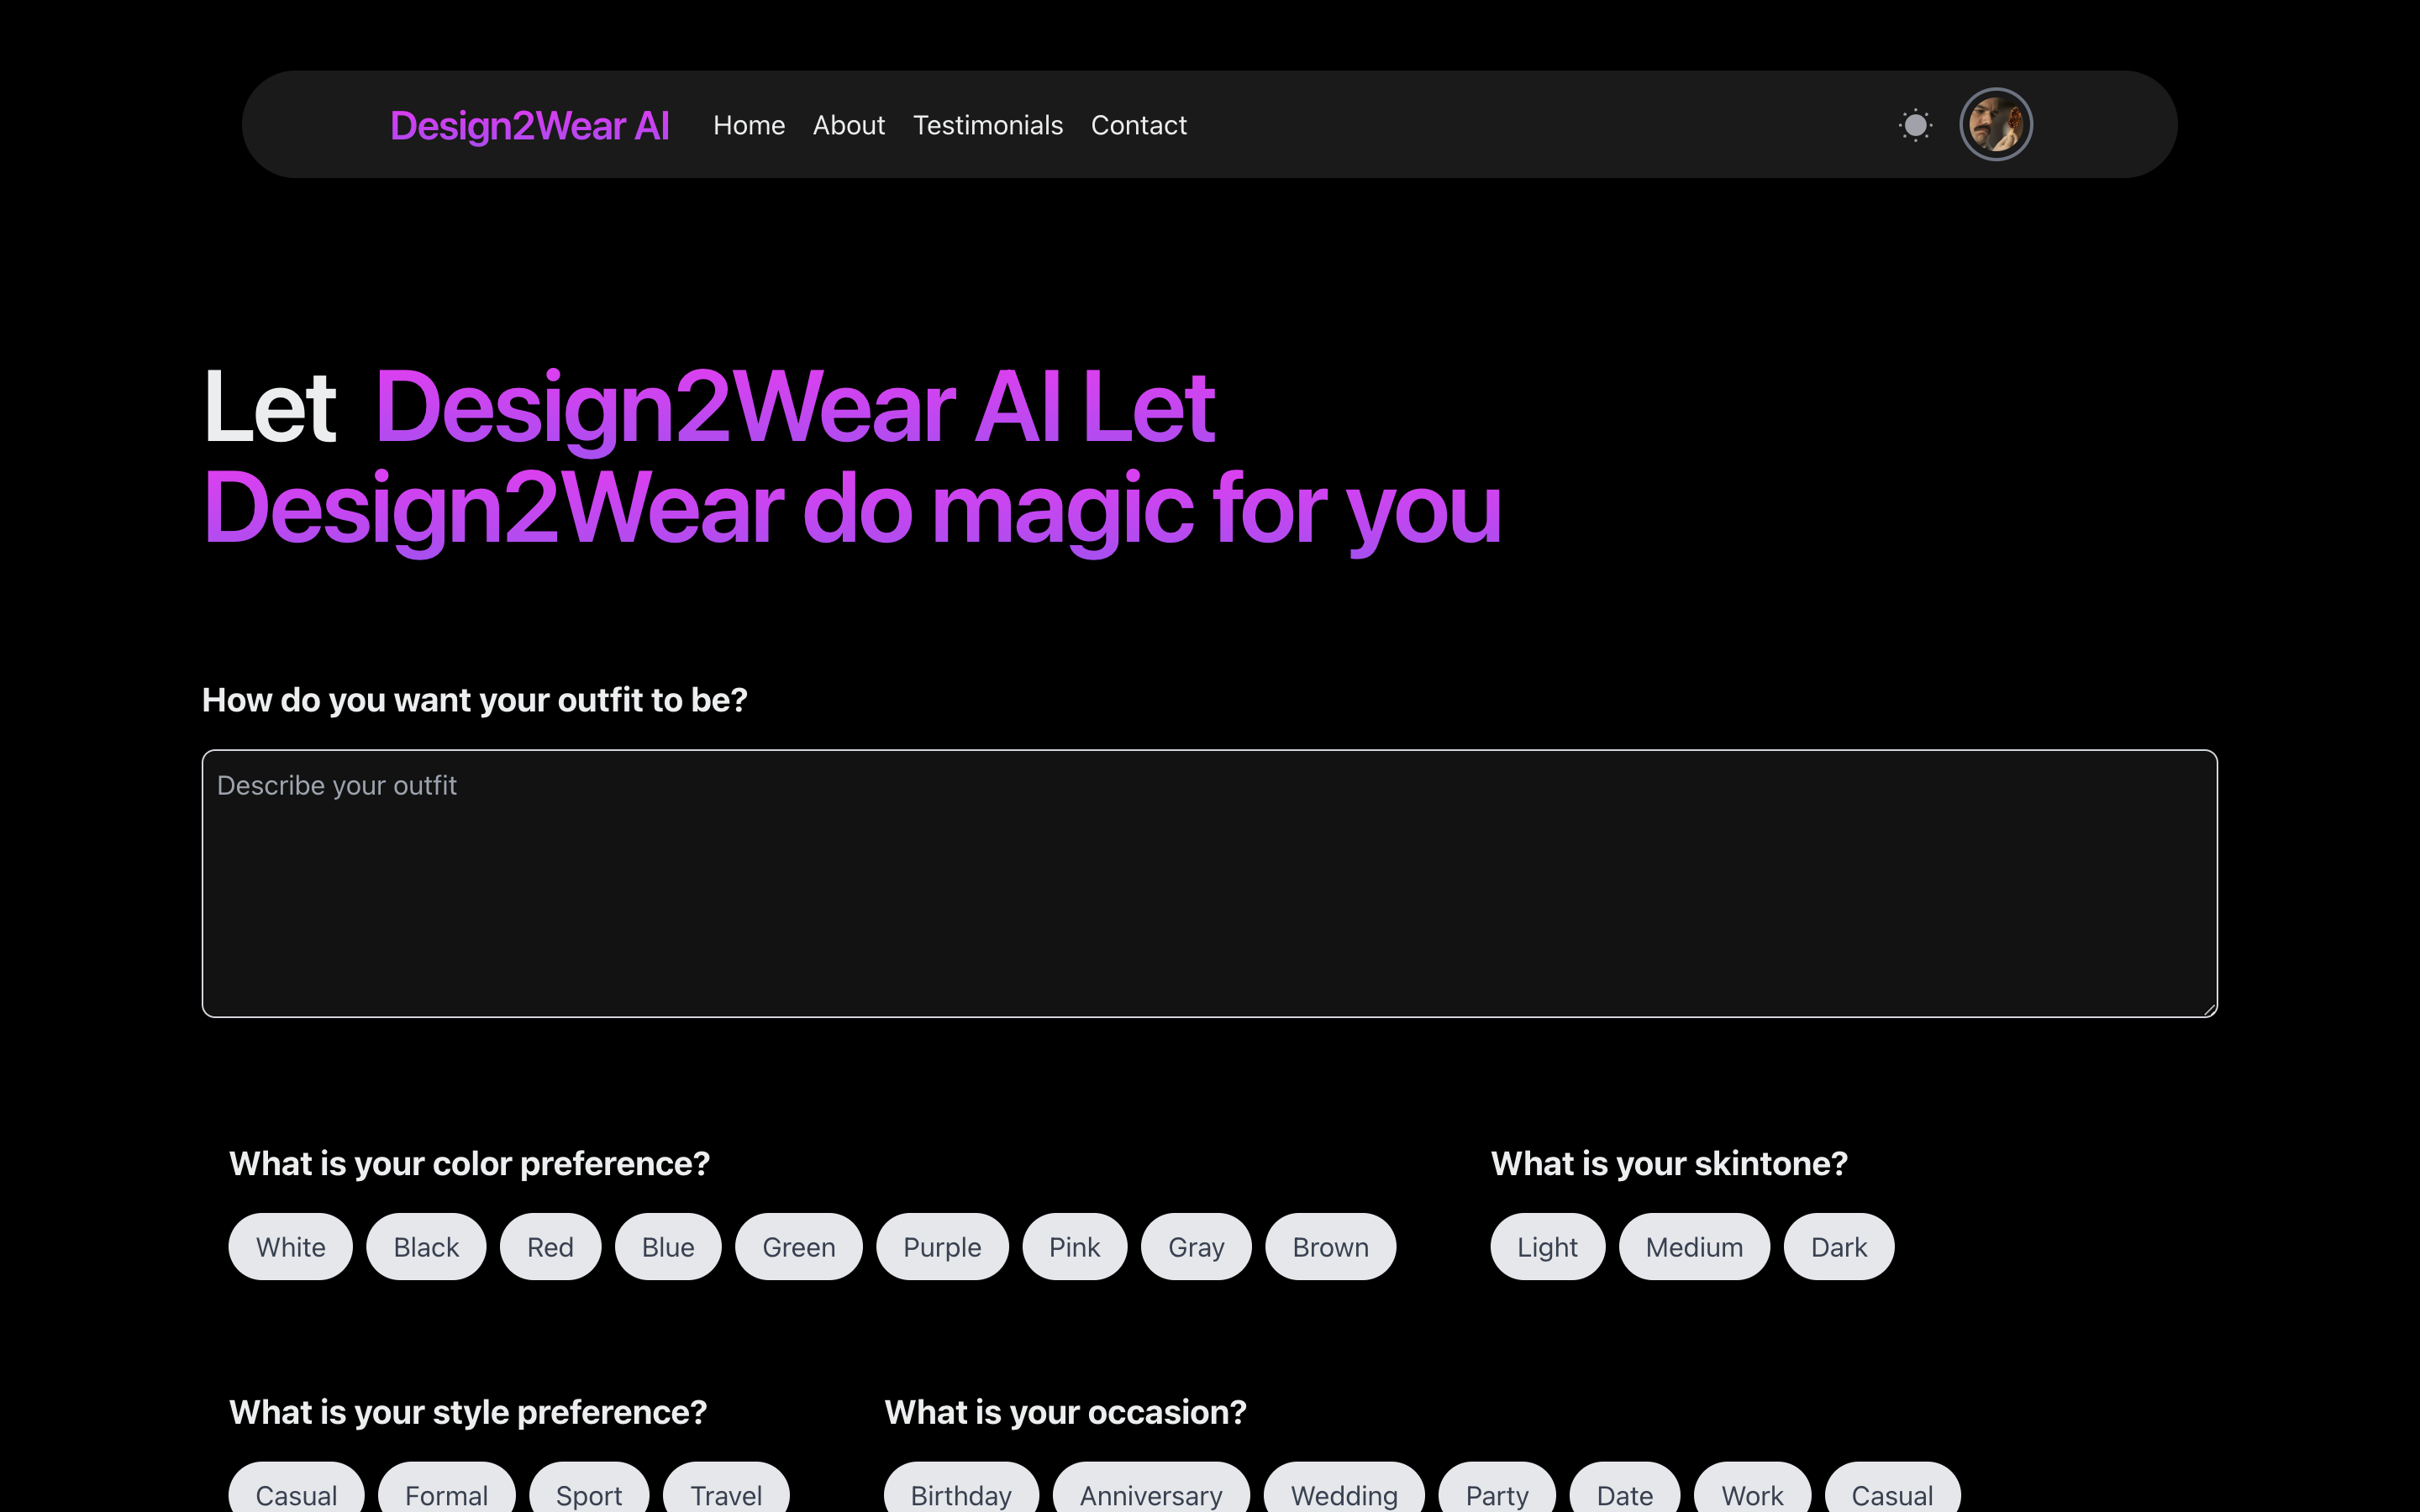 Design2Wear AI Home About Testimonials Contact
Let Design2Wear AI Let
Design2Wear do magic for you
How do you want your outfit to be?
Describe your outfit
What is your color preference?
White Black Red Blue Green Purple Pink Gray Brown
What is your skintone?
Light Medium Dark
What is your style preference?
Casual Formal Sport Travel
What is your occasion?
Birthday Anniversary Wedding Party Date Work Casual